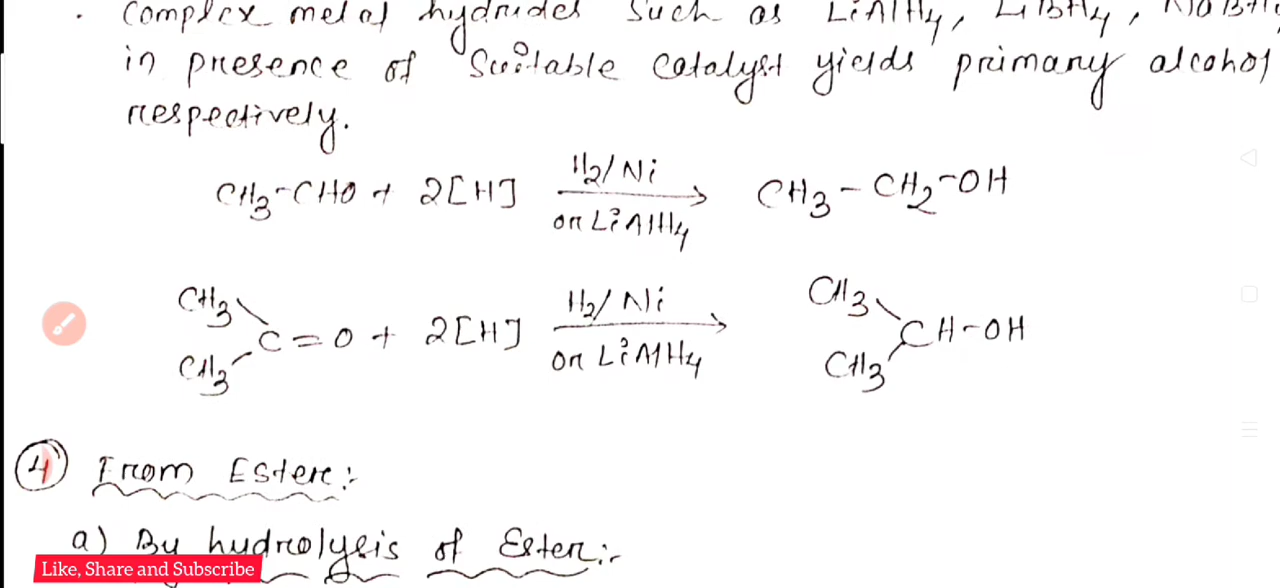 . Complex metal hydrides such as LiAlH4, LiBH4,
in presence of suitable catalyst yields primary alcohol
respectively.
CH3-CHO + 2[H] H2/Ni or LiAlH4 → CH3-CH2-OH
CH3 CH3 C=O + 2[H] H2/Ni or LiAlH4 → CH3 CH3 CH-OH
4 From Ester:-
a) By hydrolysis of Ester:-
Like, Share and Subscribe